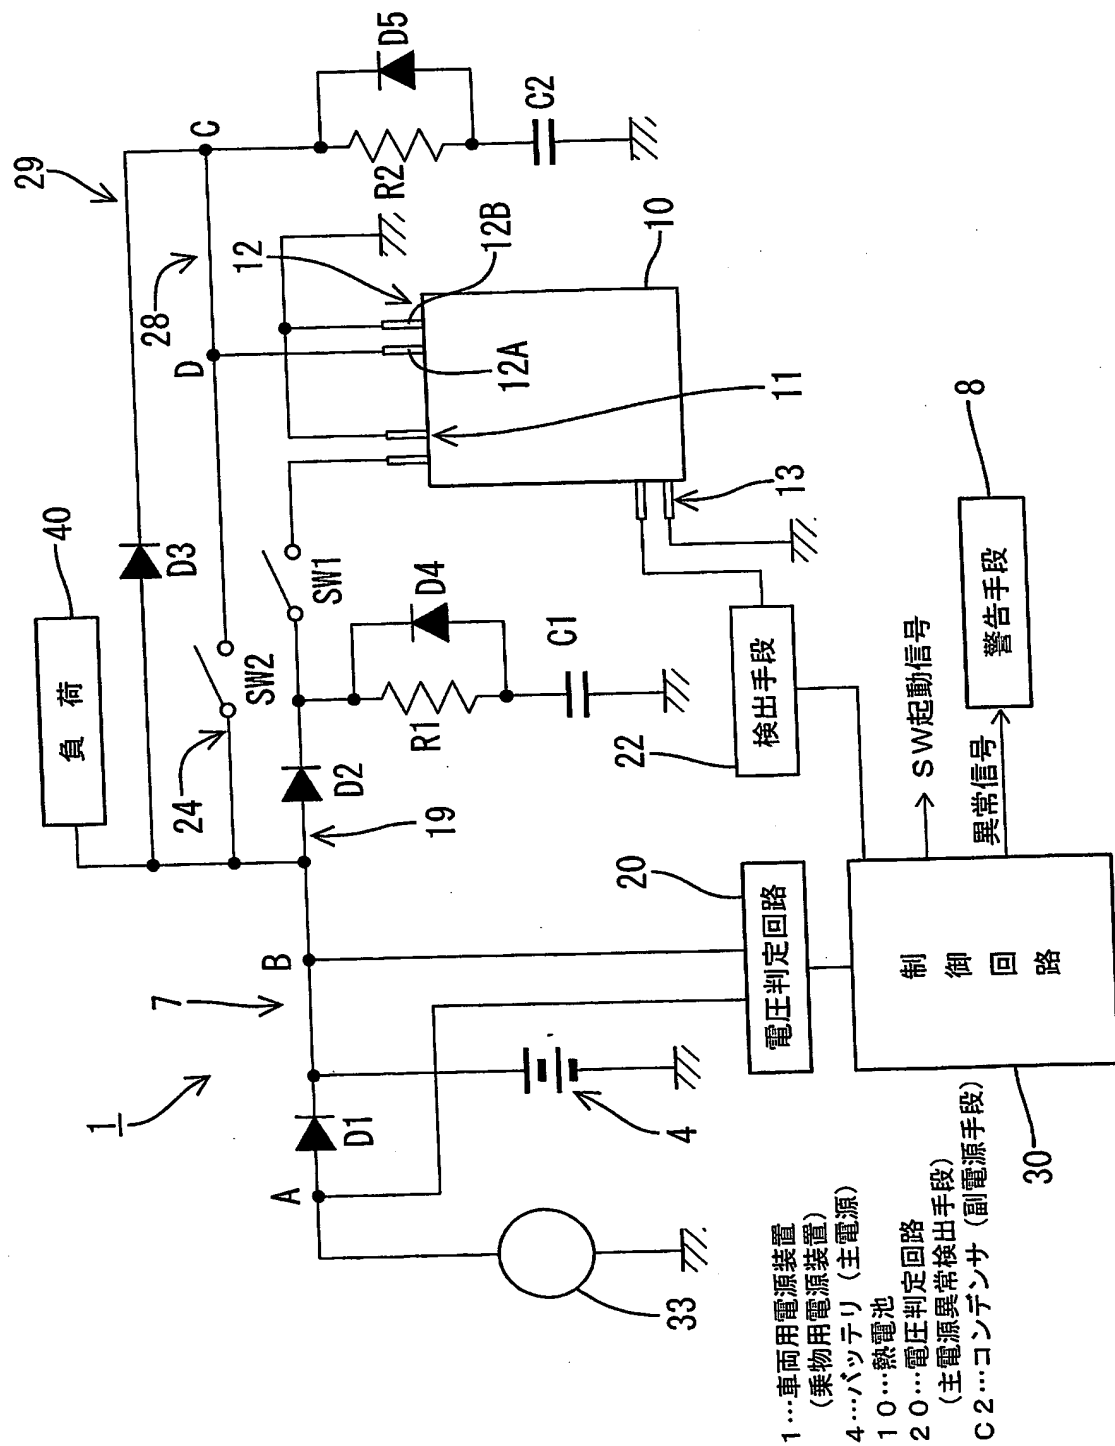 1
7
A
D1
B
33
4
40
負荷
29
D3
24
SW2
28
D
C
19
D2
SW1
R1
D4
C1
12
12A
12B
11
10
13
R2
D5
C2
20
電圧判定回路
22
検出手段
制御回路
30
SW起動信号
異常信号
警告手段
8
1…車両用電源装置
(乗物用電源装置)
4…バッテリ(主電源)
10…熱電池
20…電圧判定回路
(主電源異常検出手段)
C2…コンデンサ(副電源手段)